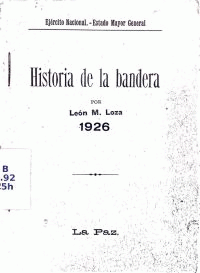 Ejército Nacional.-Estado Mayor General
Historia de la bandera
POR
León M. Loza
1926
B
.92
25h
La Paz.